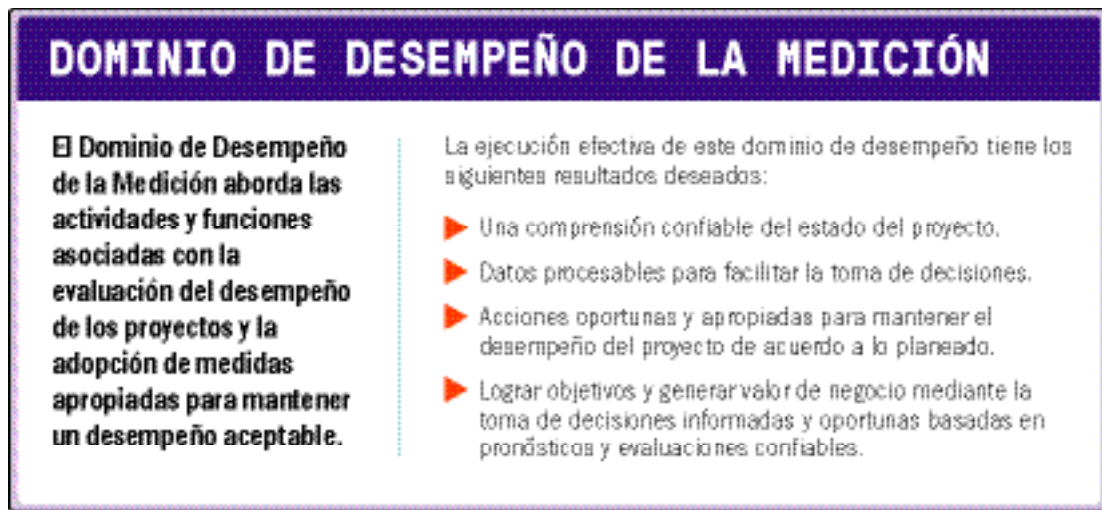 DOMINIO DE DESEMPEÑO DE LA MEDICIÓN
El Dominio de Desempeño
de la Medición aborda las
actividades y funciones
asociadas con la
evaluación del desempeño
de los proyectos y la
adopción de medidas
apropiadas para mantener
un desempeño aceptable.
La ejecución efectiva de este dominio de desempeño tiene los
siguientes resultados deseados:
Una comprensión confiable del estado del proyecto.
Datos procesables para facilitar la toma de decisiones.
Acciones oportunas y apropiadas para mantener el
desempeño del proyecto de acuerdo a lo planeado.
Lograr objetivos y generar valor de negocio mediante la
toma de decisiones informadas y oportunas basadas en
pronósticos y evaluaciones confiables.